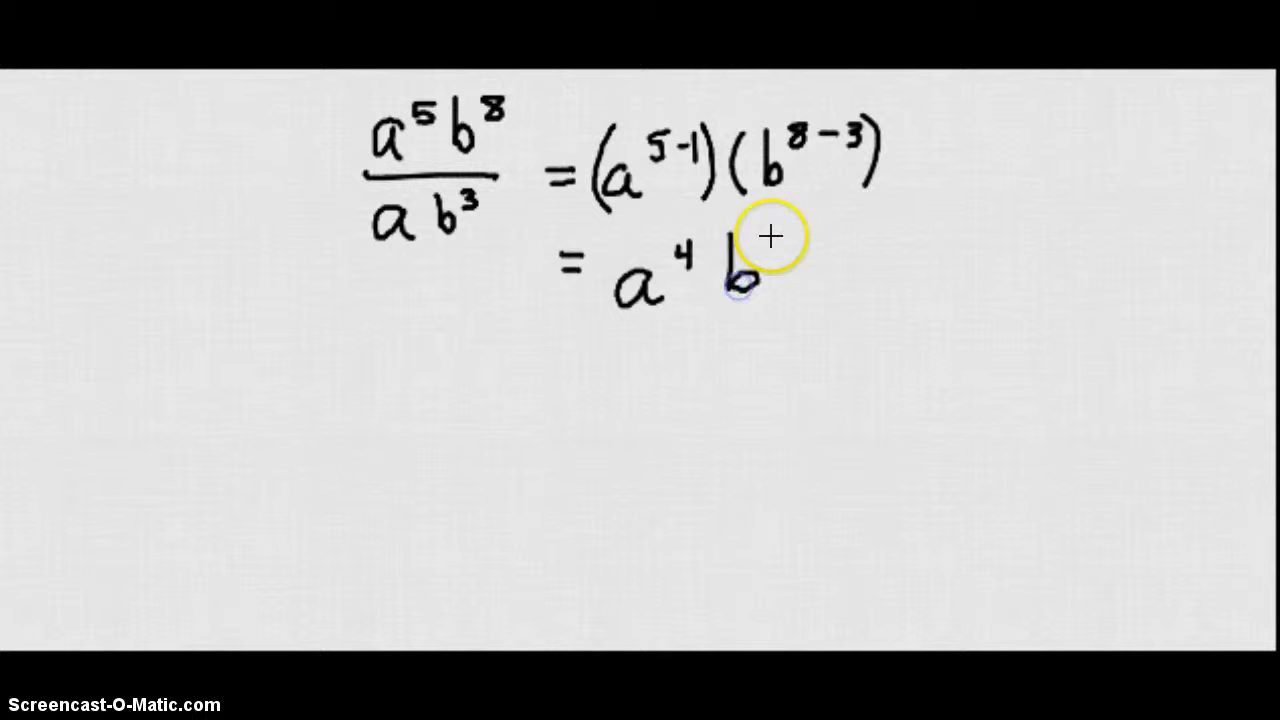 a⁵b⁸/ab³ = (a⁵⁻¹)(b⁸⁻³)
= a⁴ b
Screencast-O-Matic.com